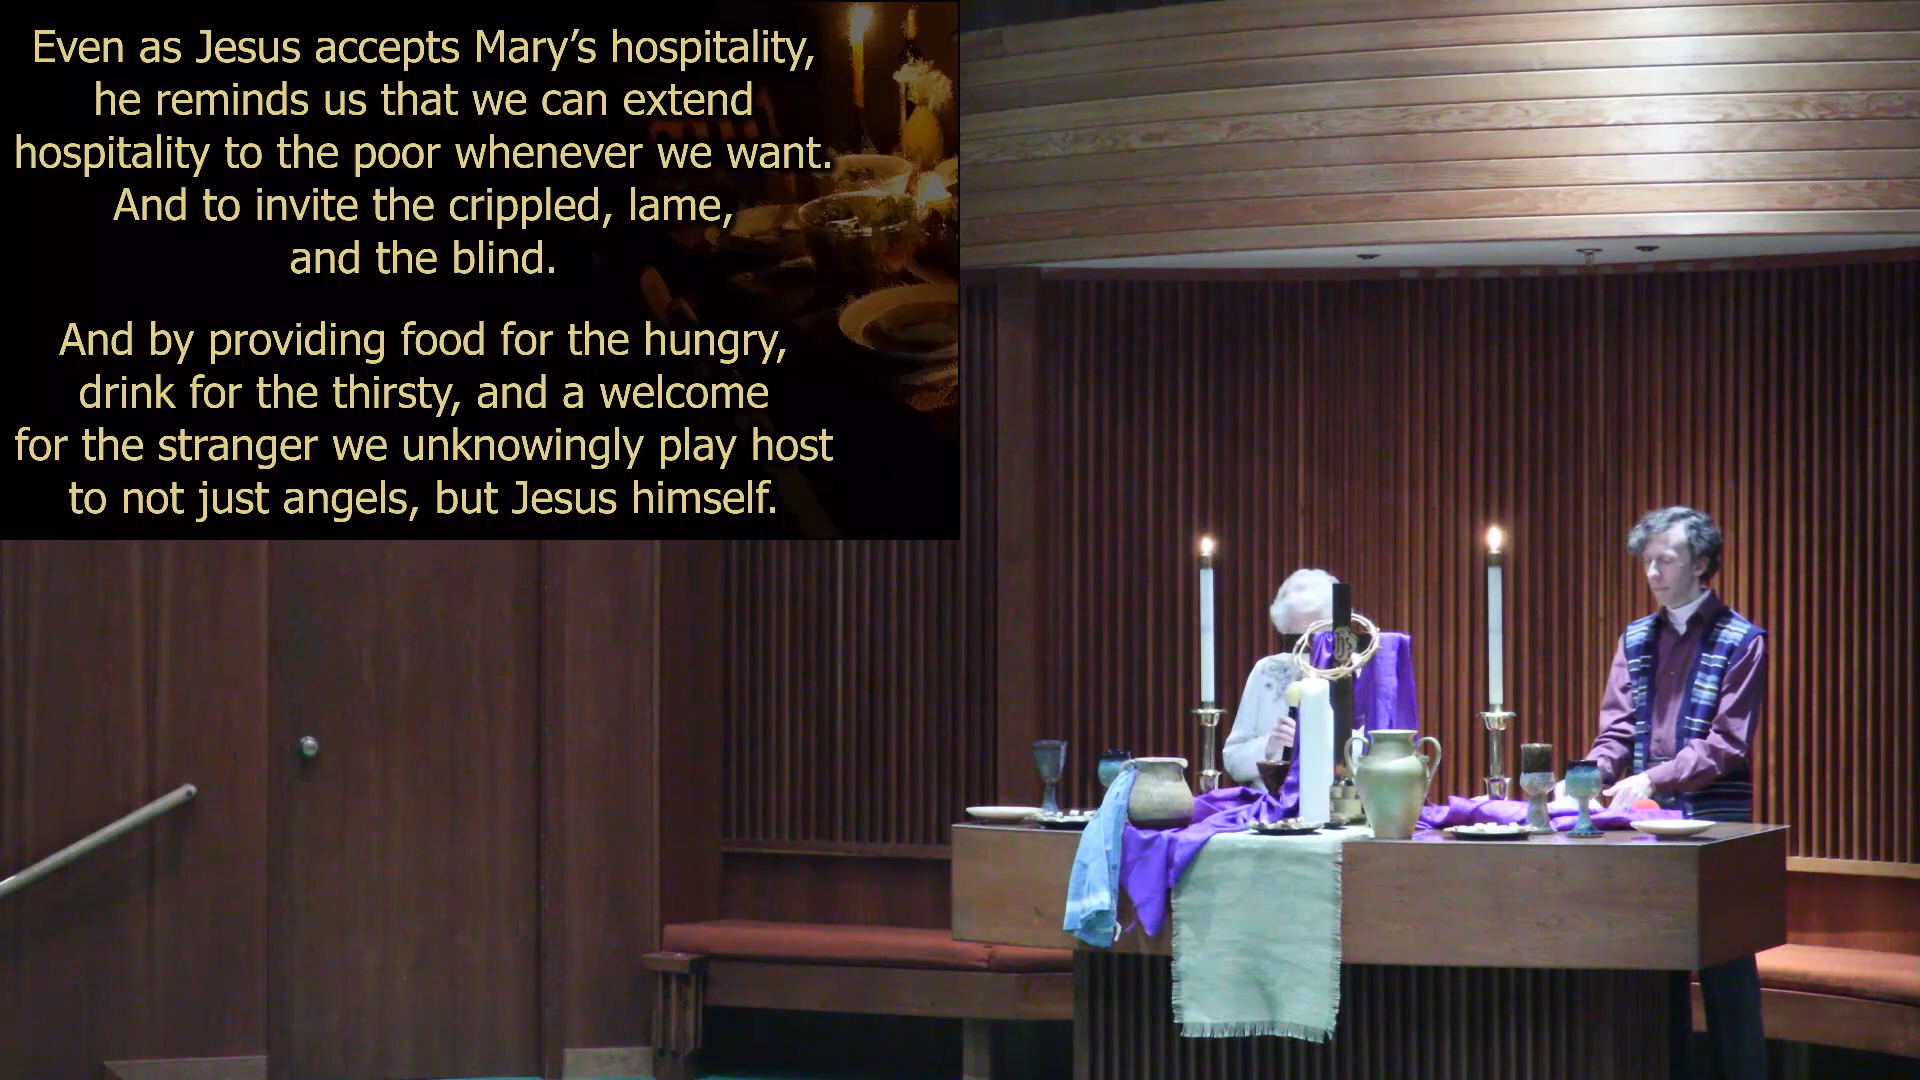 Even as Jesus accepts Mary’s hospitality,
he reminds us that we can extend
hospitality to the poor whenever we want.
And to invite the crippled, lame,
and the blind.
And by providing food for the hungry,
drink for the thirsty, and a welcome
for the stranger we unknowingly play host
to not just angels, but Jesus himself.